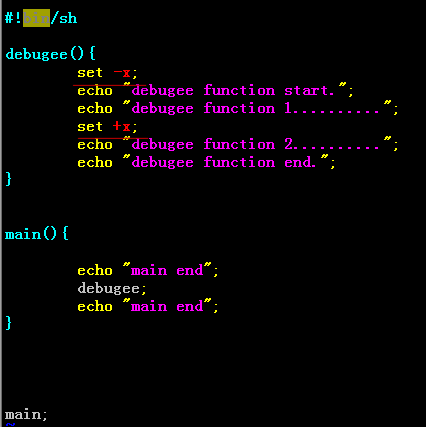 #!bin/sh
debugee(){
set -x;
echo "debugee function start.";
echo "debugee function 1..........";
set +x;
echo "debugee function 2..........";
echo "debugee function end.";
}
main(){
echo "main end";
debugee;
echo "main end";
}
main;